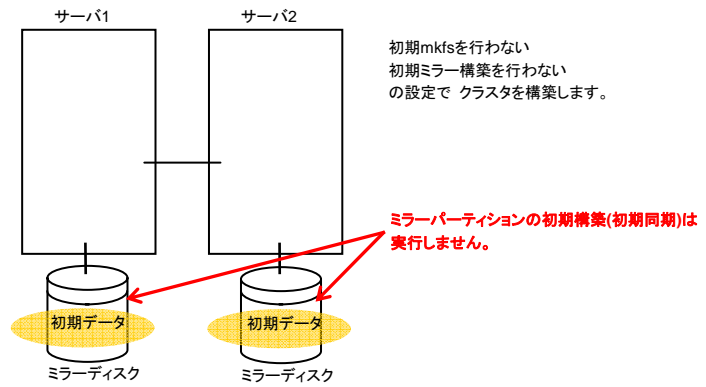 サーバ1
サーバ2
初期mkfsを行わない
初期ミラー構築を行わない
の設定で クラスタを構築します。
ミラーパーティションの初期構築(初期同期)は
実行しません。
初期データ
初期データ
ミラーディスク
ミラーディスク